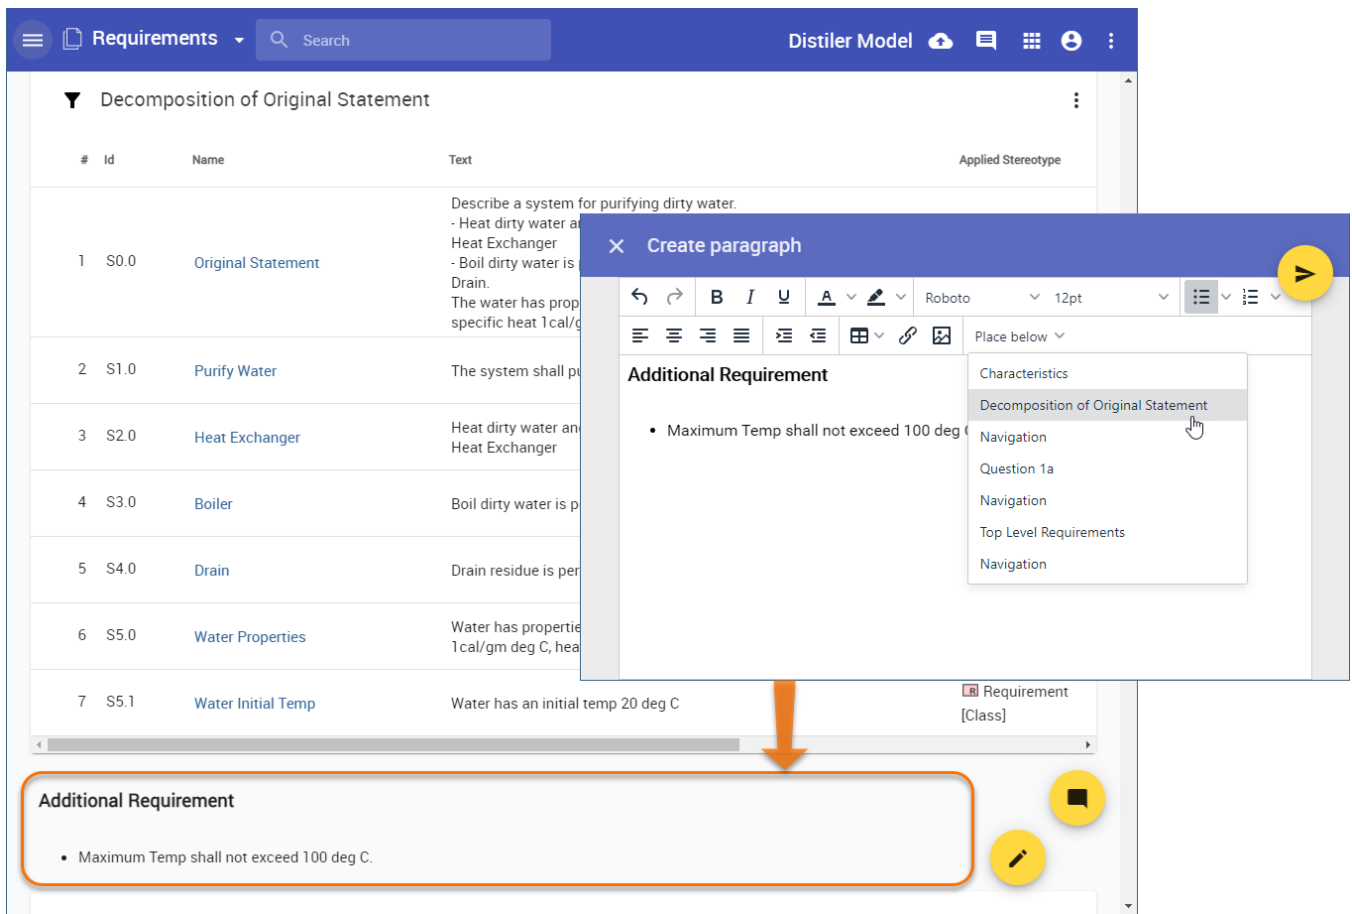 Requirements
Search
Distiler Model
Decomposition of Original Statement
# Id Name Text Applied Stereotype
1 S0.0 Original Statement
Describe a system for purifying dirty water.
- Heat dirty water
Heat Exchanger
- Boil dirty water is
Drain.
The water has
specific heat
2 S1.0 Purify Water The system shall
3 S2.0 Heat Exchanger
Heat dirty water
Heat Exchanger
4 S3.0 Boiler Boil dirty water is
5 S4.0 Drain Drain residue is
6 S5.0 Water Properties
Water has
1cal/gm deg C,
7 S5.1 Water Initial Temp Water has an initial temp 20 deg C
R Requirement
[Class]
Create paragraph
B I U A Roboto 12pt
Place below
Additional Requirement
• Maximum Temp shall not exceed 100 deg
Characteristics
Decomposition of Original Statement
Navigation
Question 1a
Navigation
Top Level Requirements
Navigation
Additional Requirement
• Maximum Temp shall not exceed 100 deg C.